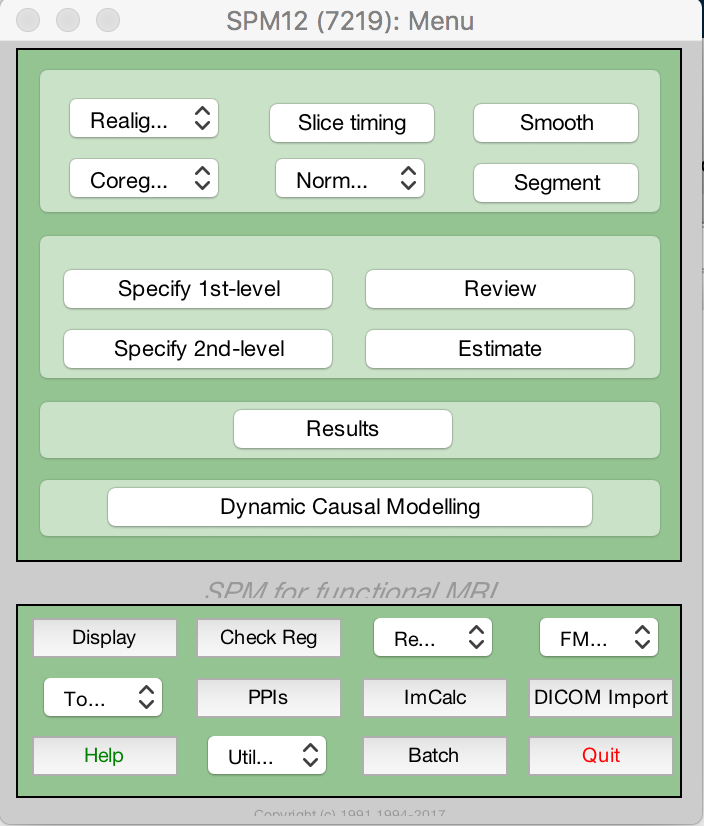 SPM12 (7219): Menu
Realig... Slice timing Smooth
Coreg... Norm... Segment
Specify 1st-level Review
Specify 2nd-level Estimate
Results
Dynamic Causal Modelling
SPM for functional MRI
Display Check Reg Re... FM...
To... PPIs ImCalc DICOM Import
Help Util... Batch Quit
Copyright (c) 1991,1994-2017